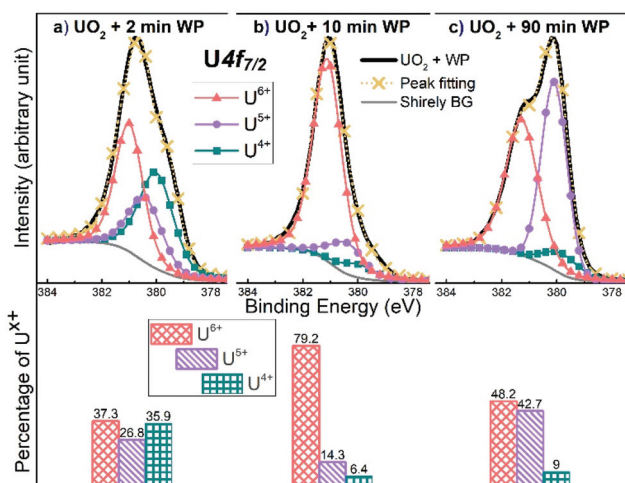 a) UO₂ + 2 min WP
b) UO₂ + 10 min WP
c) UO₂ + 90 min WP
U4f₇/₂
U⁶⁺
U⁵⁺
U⁴⁺
UO₂ + WP
Peak fitting
Shirely BG
Intensity (arbitrary unit)
384 382 380 378
384 382 380 378
384 382 380 378
Binding Energy (eV)
Percentage of Uˣ⁺
U⁶⁺
U⁵⁺
U⁴⁺
37.3
26.8
35.9
79.2
14.3
6.4
48.2
42.7
9